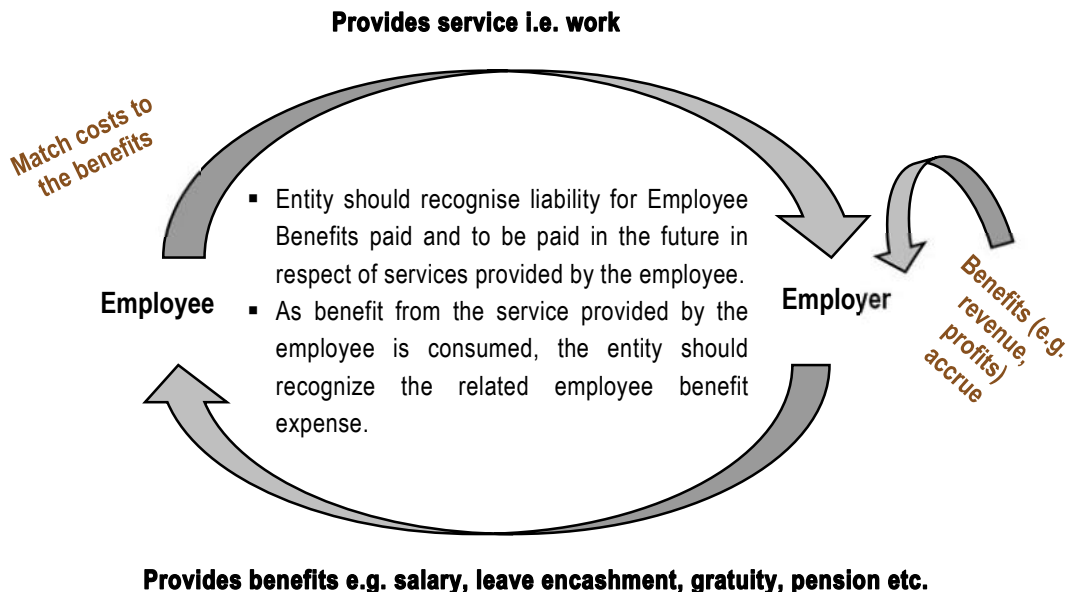 Provides service i.e. work
Match costs to
the benefits
▪ Entity should recognise liability for Employee
Benefits paid and to be paid in the future in
respect of services provided by the employee.
▪ As benefit from the service provided by the
employee is consumed, the entity should
recognize the related employee benefit
expense.
Employee
Employer
Benefits (e.g.
revenue,
profits)
accrue
Provides benefits e.g. salary, leave encashment, gratuity, pension etc.